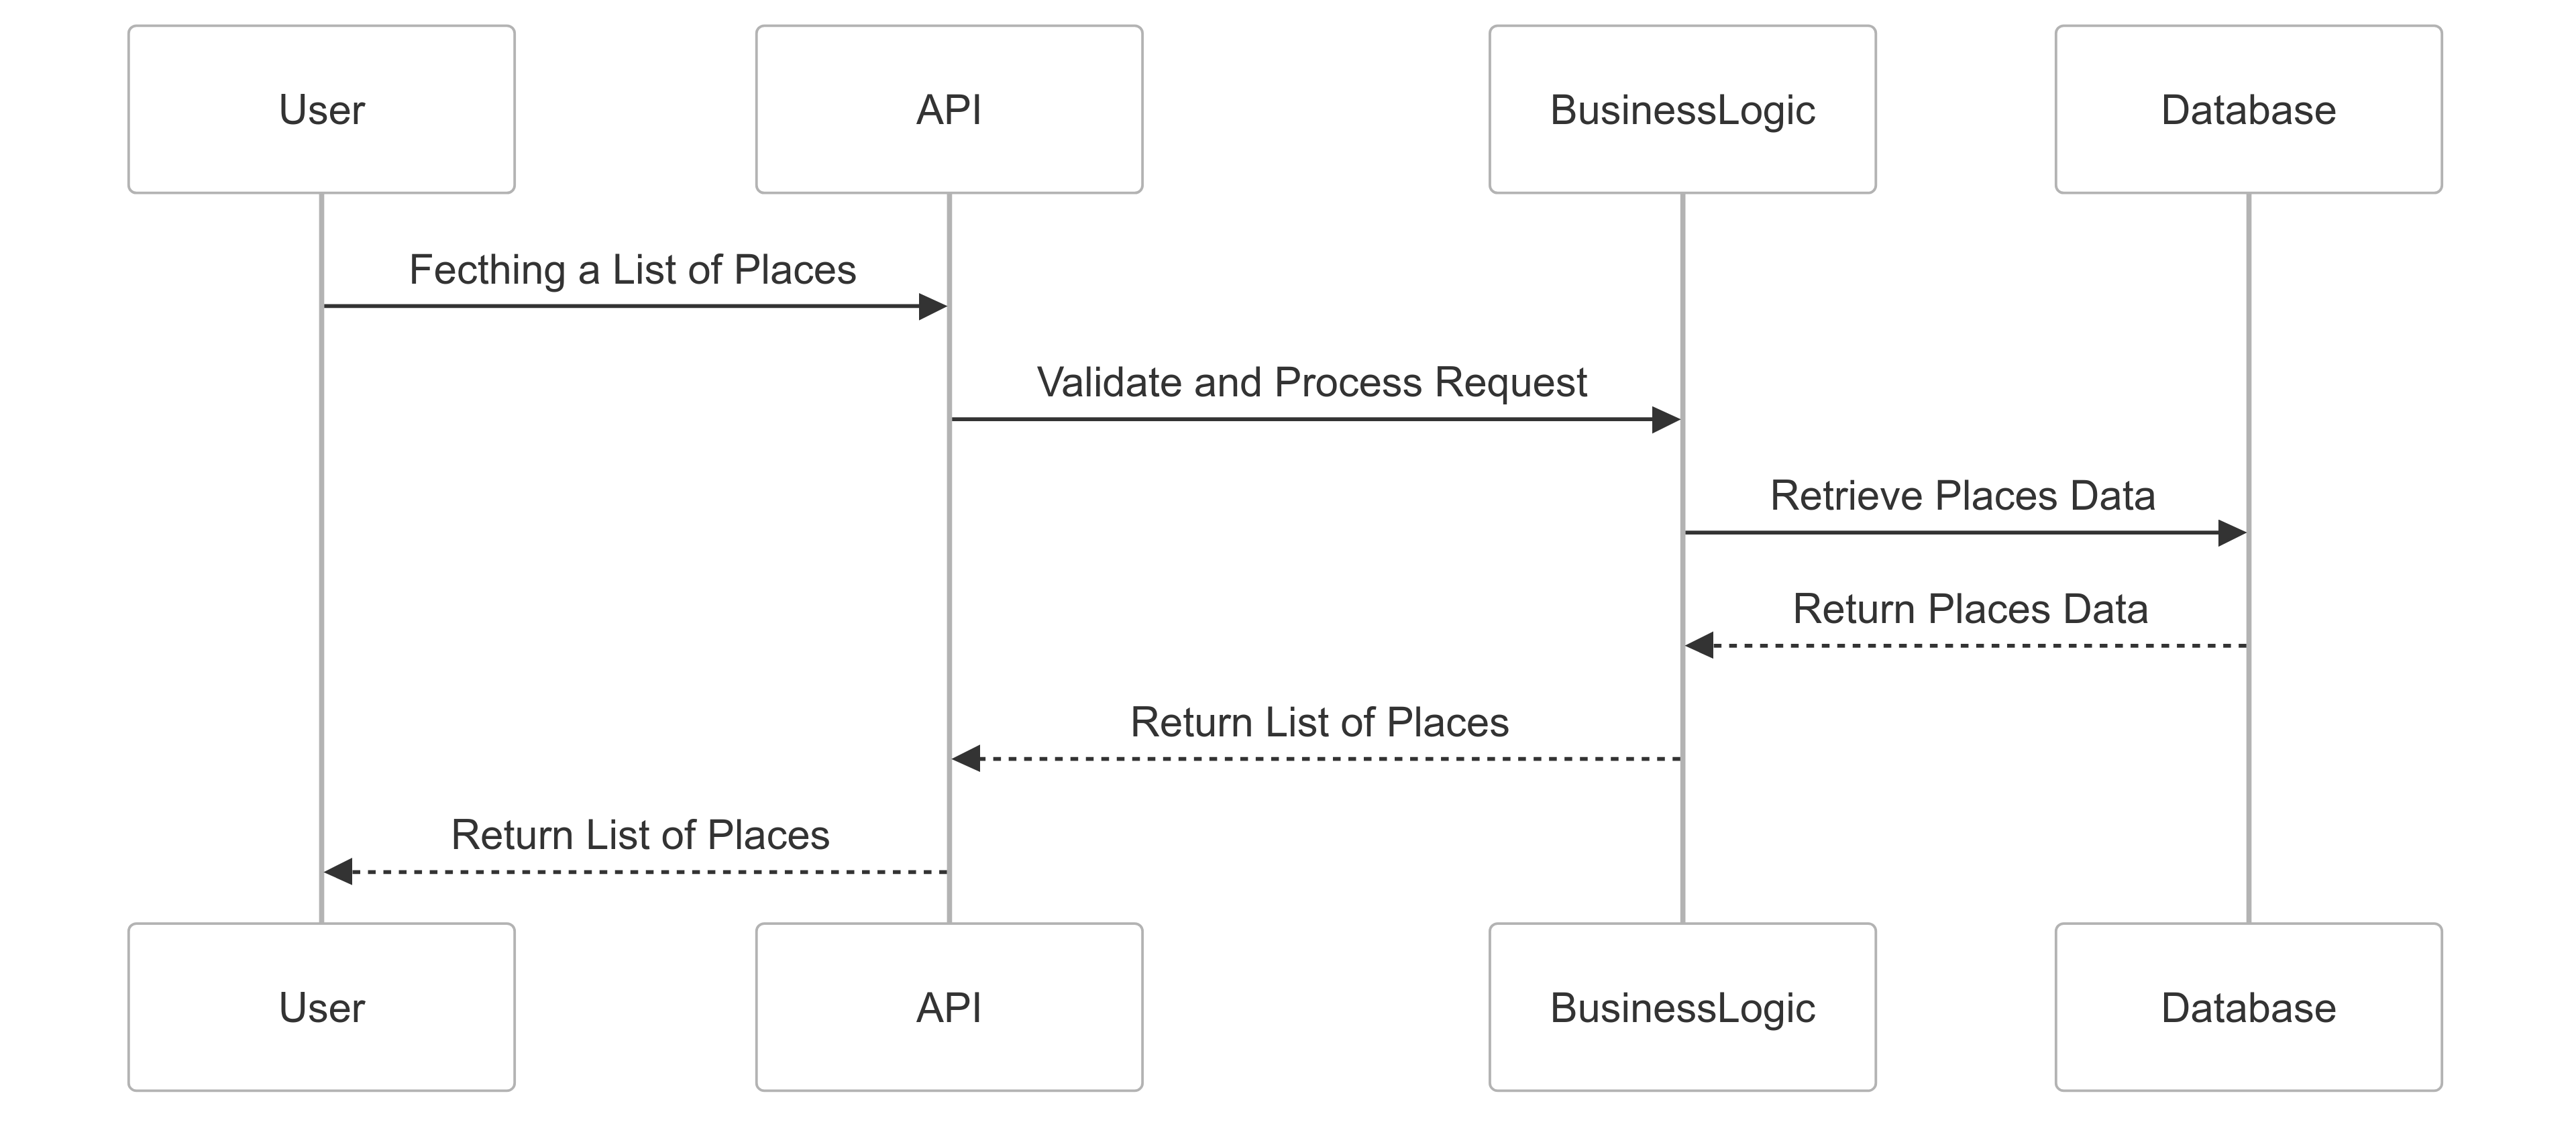 User
API
BusinessLogic
Database
Fecthing a List of Places
Validate and Process Request
Retrieve Places Data
Return Places Data
Return List of Places
Return List of Places
User
API
BusinessLogic
Database